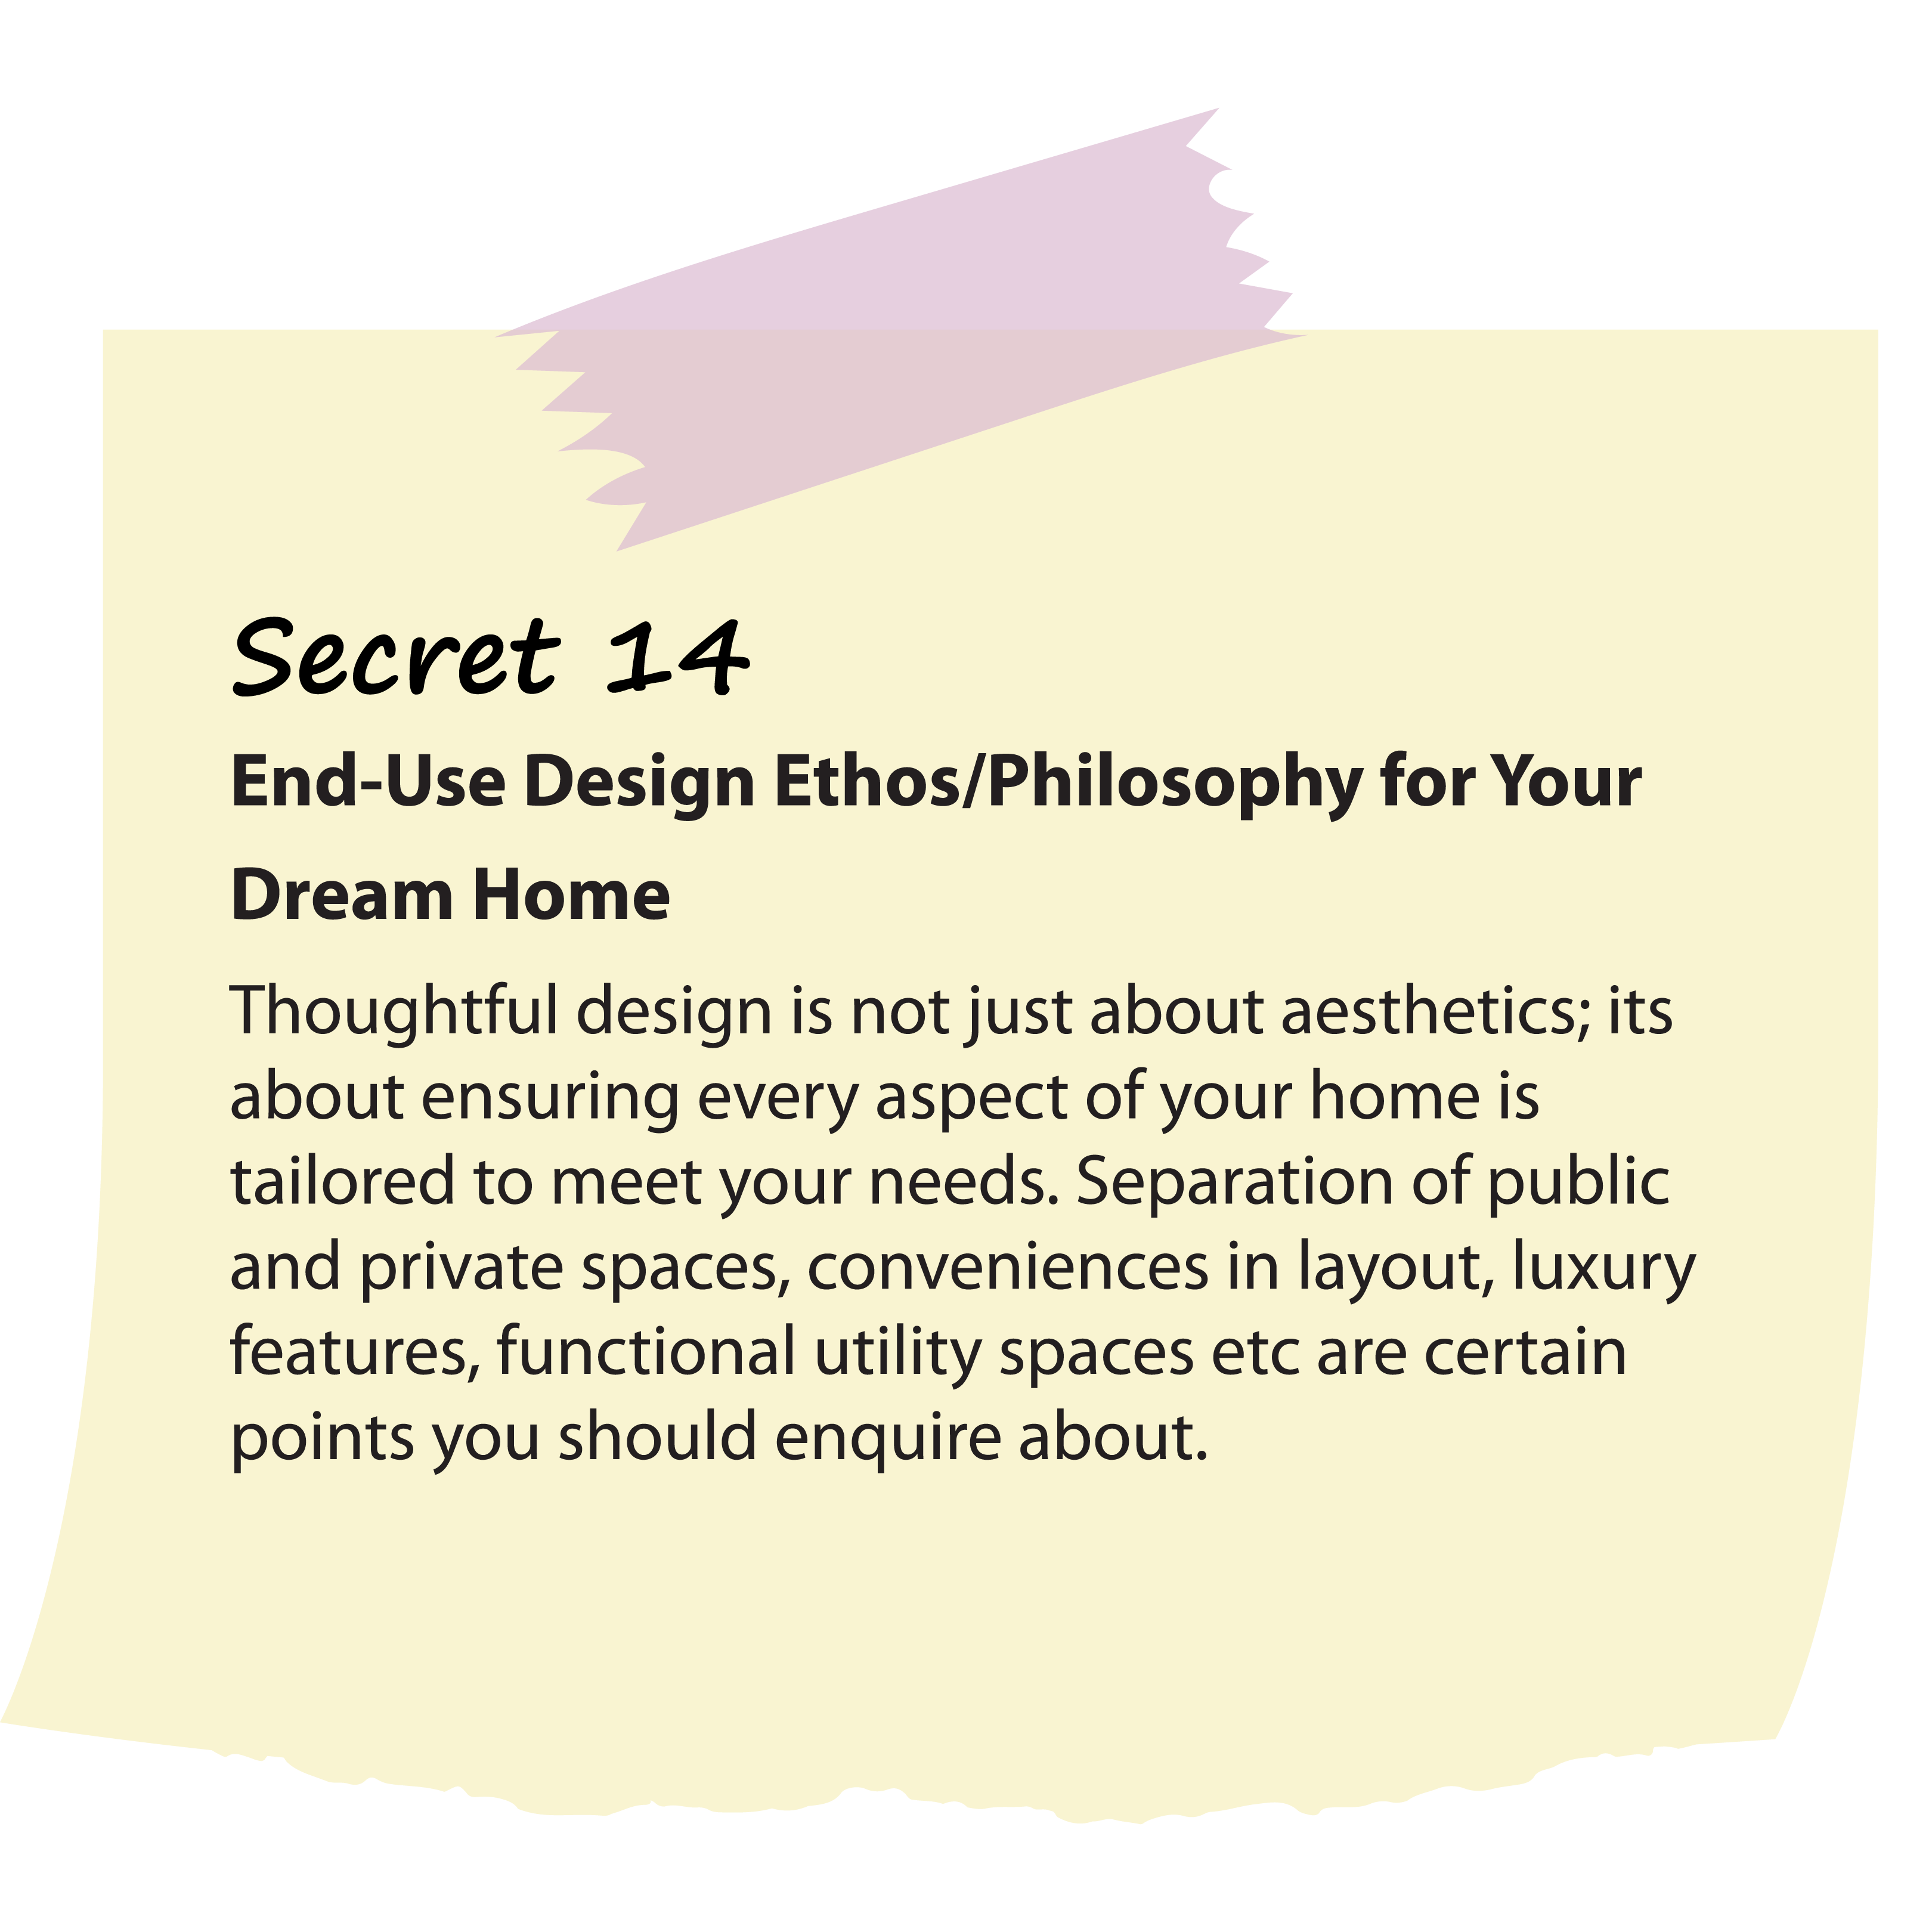 Secret 14
End-Use Design Ethos/Philosophy for Your
Dream Home
Thoughtful design is not just about aesthetics; its
about ensuring every aspect of your home is
tailored to meet your needs. Separation of public
and private spaces, conveniences in layout, luxury
features, functional utility spaces etc are certain
points you should enquire about.